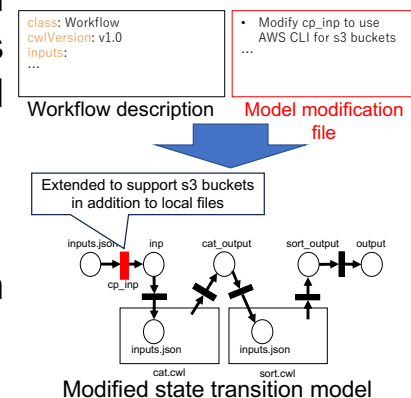 class: Workflow
cwlVersion: v1.0
inputs:
…
• Modify cp_inp to use
AWS CLI for s3 buckets
…
Workflow description
Model modification
file
Extended to support s3 buckets
in addition to local files
inputs.json
inp
cat_output
sort_output
output
cp_inp
inputs.json
inputs.json
cat.cwl
sort.cwl
Modified state transition model